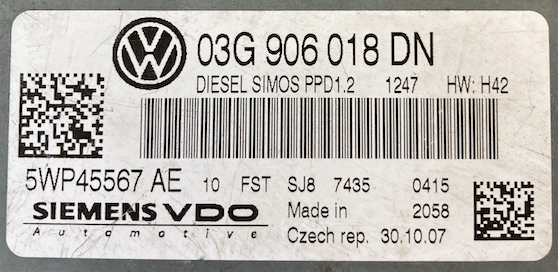 03G 906 018 DN
DIESEL SIMOS PPD1.2 1247 HW: H42
5WP45567 AE 10 FST SJ8 7435 0415
SIEMENS VDO Made in 2058
Automotive Czech rep. 30.10.07